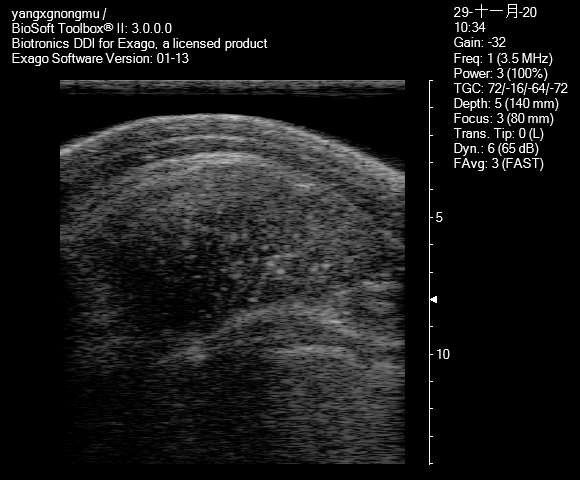 yangxgnongmu /
BioSoft Toolbox® II: 3.0.0.0
Biotronics DDI for Exago, a licensed product
Exago Software Version: 01-13
29-十一月-20
10:34
Gain: -32
Freq: 1 (3.5 MHz)
Power: 3 (100%)
TGC: 72/-16/-64/-72
Depth: 5 (140 mm)
Focus: 3 (80 mm)
Trans. Tip: 0 (L)
Dyn.: 6 (65 dB)
FAvg: 3 (FAST)
5
10